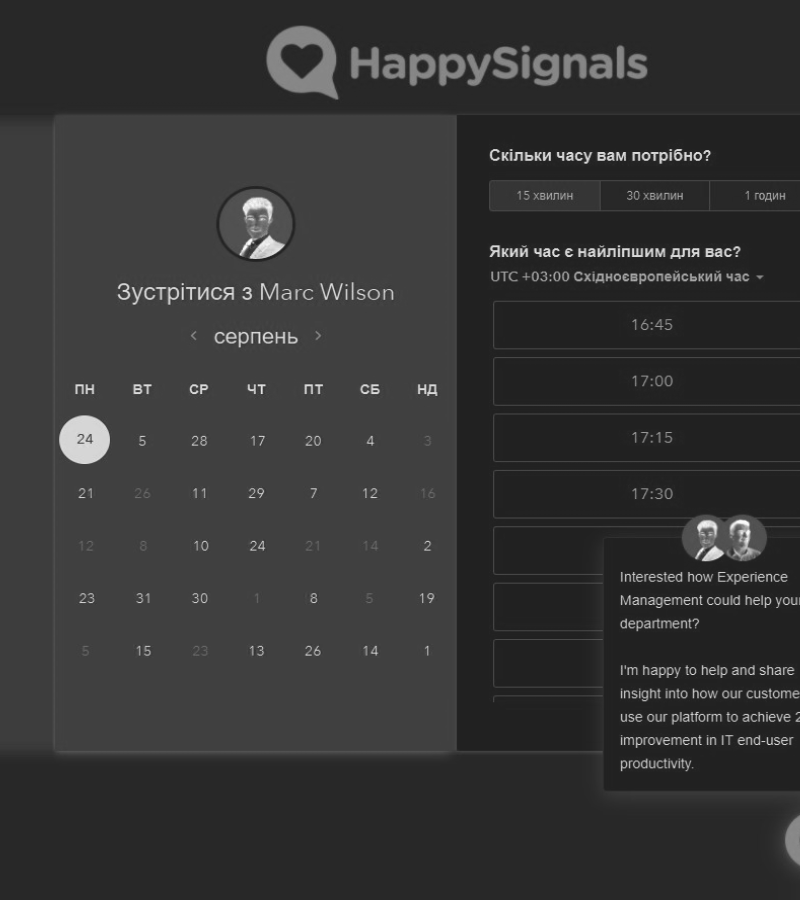 HappySignals
Зустрітися з Marc Wilson
серпень
ПН ВТ СР ЧТ ПТ СБ НД
24 5 28 17 20 4 3
21 26 11 29 7 12 16
12 8 10 24 21 14 2
23 31 30 1 8 5 19
5 15 23 13 26 14 1
Скільки часу вам потрібно?
15 хвилин 30 хвилин 1 годин
Який час є найліпшим для вас?
UTC +03:00 Східноєвропейський час
16:45
17:00
17:15
17:30
Interested how Experience
Management could help your
department?
I'm happy to help and share
insight into how our custome
use our platform to achieve 2
improvement in IT end-user
productivity.